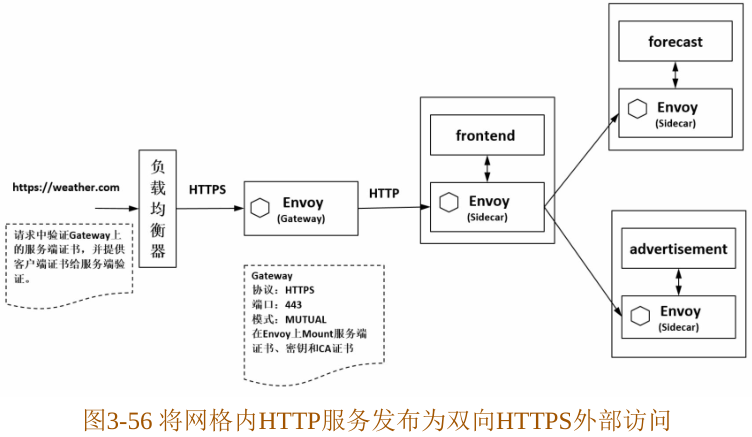 https://weather.com
请求中验证Gateway上
的服务端证书，并提供
客户端证书给服务端验
证。
负
载
均
衡
器
HTTPS
Envoy
(Gateway)
Gateway
协议：HTTPS
端口：443
模式：MUTUAL
在Envoy上Mount服务端
证书、密钥和CA证书
HTTP
frontend
Envoy
(Sidecar)
forecast
Envoy
(Sidecar)
advertisement
Envoy
(Sidecar)
图3-56 将网格内HTTP服务发布为双向HTTPS外部访问